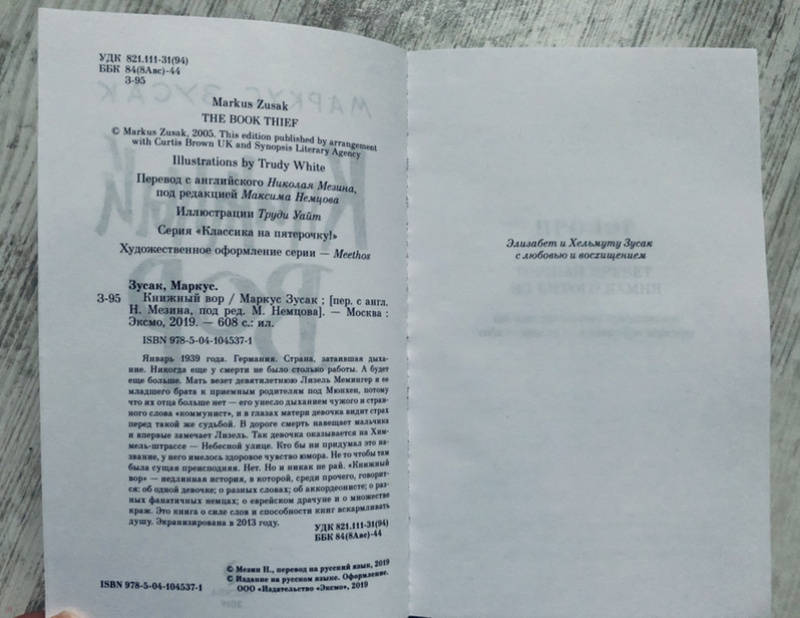 УДК 821.111-31(94)
ББК 84(8Авс)-44
З-95
Markus Zusak
THE BOOK THIEF
© Markus Zusak, 2005. This edition published by arrangement
with Curtis Brown UK and Synopsis Literary Agency
Illustrations by Trudy White
Перевод с английского Николая Мезина,
под редакцией Максима Немцова
Иллюстрации Труди Уайт
Серия «Классика на пятерочку!»
Художественное оформление серии — Meethos
Зусак, Маркус.
З-95 Книжный вор / Маркус Зусак ; [пер. с англ.
Н. Мезина, под ред. М. Немцова]. — Москва :
Эксмо, 2019. — 608 с.: ил.
ISBN 978-5-04-104537-1
Январь 1939 года. Германия. Страна, затаившая дыха-
ние. Никогда еще у смерти не было столько работы. А будет
еще больше. Мать везет девятилетнюю Лизель Мемингер и ее
младшего брата к приемным родителям под Мюнхен, потому
что их отца больше нет — его унесло дыханием чужого и стран-
ного слова «коммунист», и в глазах матери девочка видит страх
перед такой же судьбой. В дороге смерть навещает мальчика
и впервые замечает Лизель. Так девочка оказывается на Хим-
мель-штрассе — Небесной улице. Кто бы ни придумал это на-
звание, у него имелось здоровое чувство юмора. Не то чтобы там
была сущая преисподняя. Нет. Но и никак не рай. «Книжный
вор» — недлинная история, в которой, среди прочего, говорит-
ся: об одной девочке; о разных словах; об аккордеонисте; о раз-
ных фанатичных немцах; о еврейском драчуне и о множестве
краж. Это книга о силе слов и способности книг вскармливать
душу. Экранизирована в 2013 году.
УДК 821.111-31(94)
ББК 84(8Авс)-44
© Мезин Н., перевод на русский язык, 2019
© Издание на русском языке. Оформление.
ISBN 978-5-04-104537-1 ООО «Издательство «Эксмо», 2019
Элизабет и Хельмуту Зусак
с любовью и восхищением